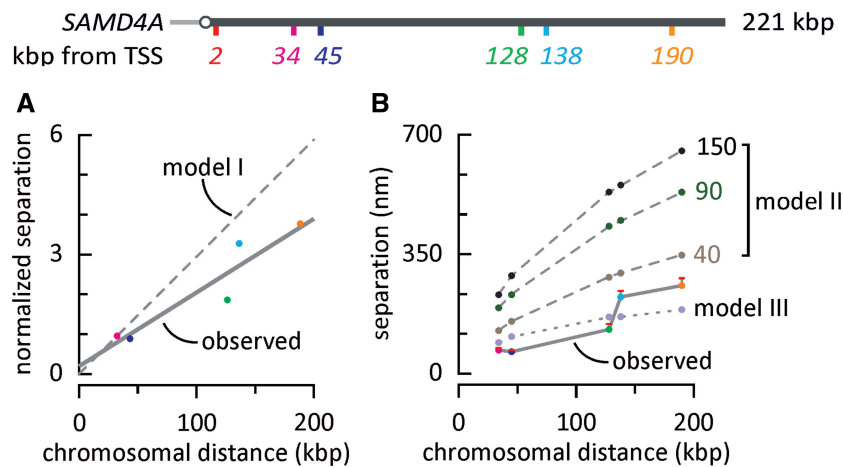 SAMD4A 221 kbp
kbp from TSS 2 34 45 128 138 190
A
normalized separation
6
3
0
model I
observed
0 100 200
chromosomal distance (kbp)
B
separation (nm)
700
350
0
150
90
40
model II
model III
observed
0 100 200
chromosomal distance (kbp)